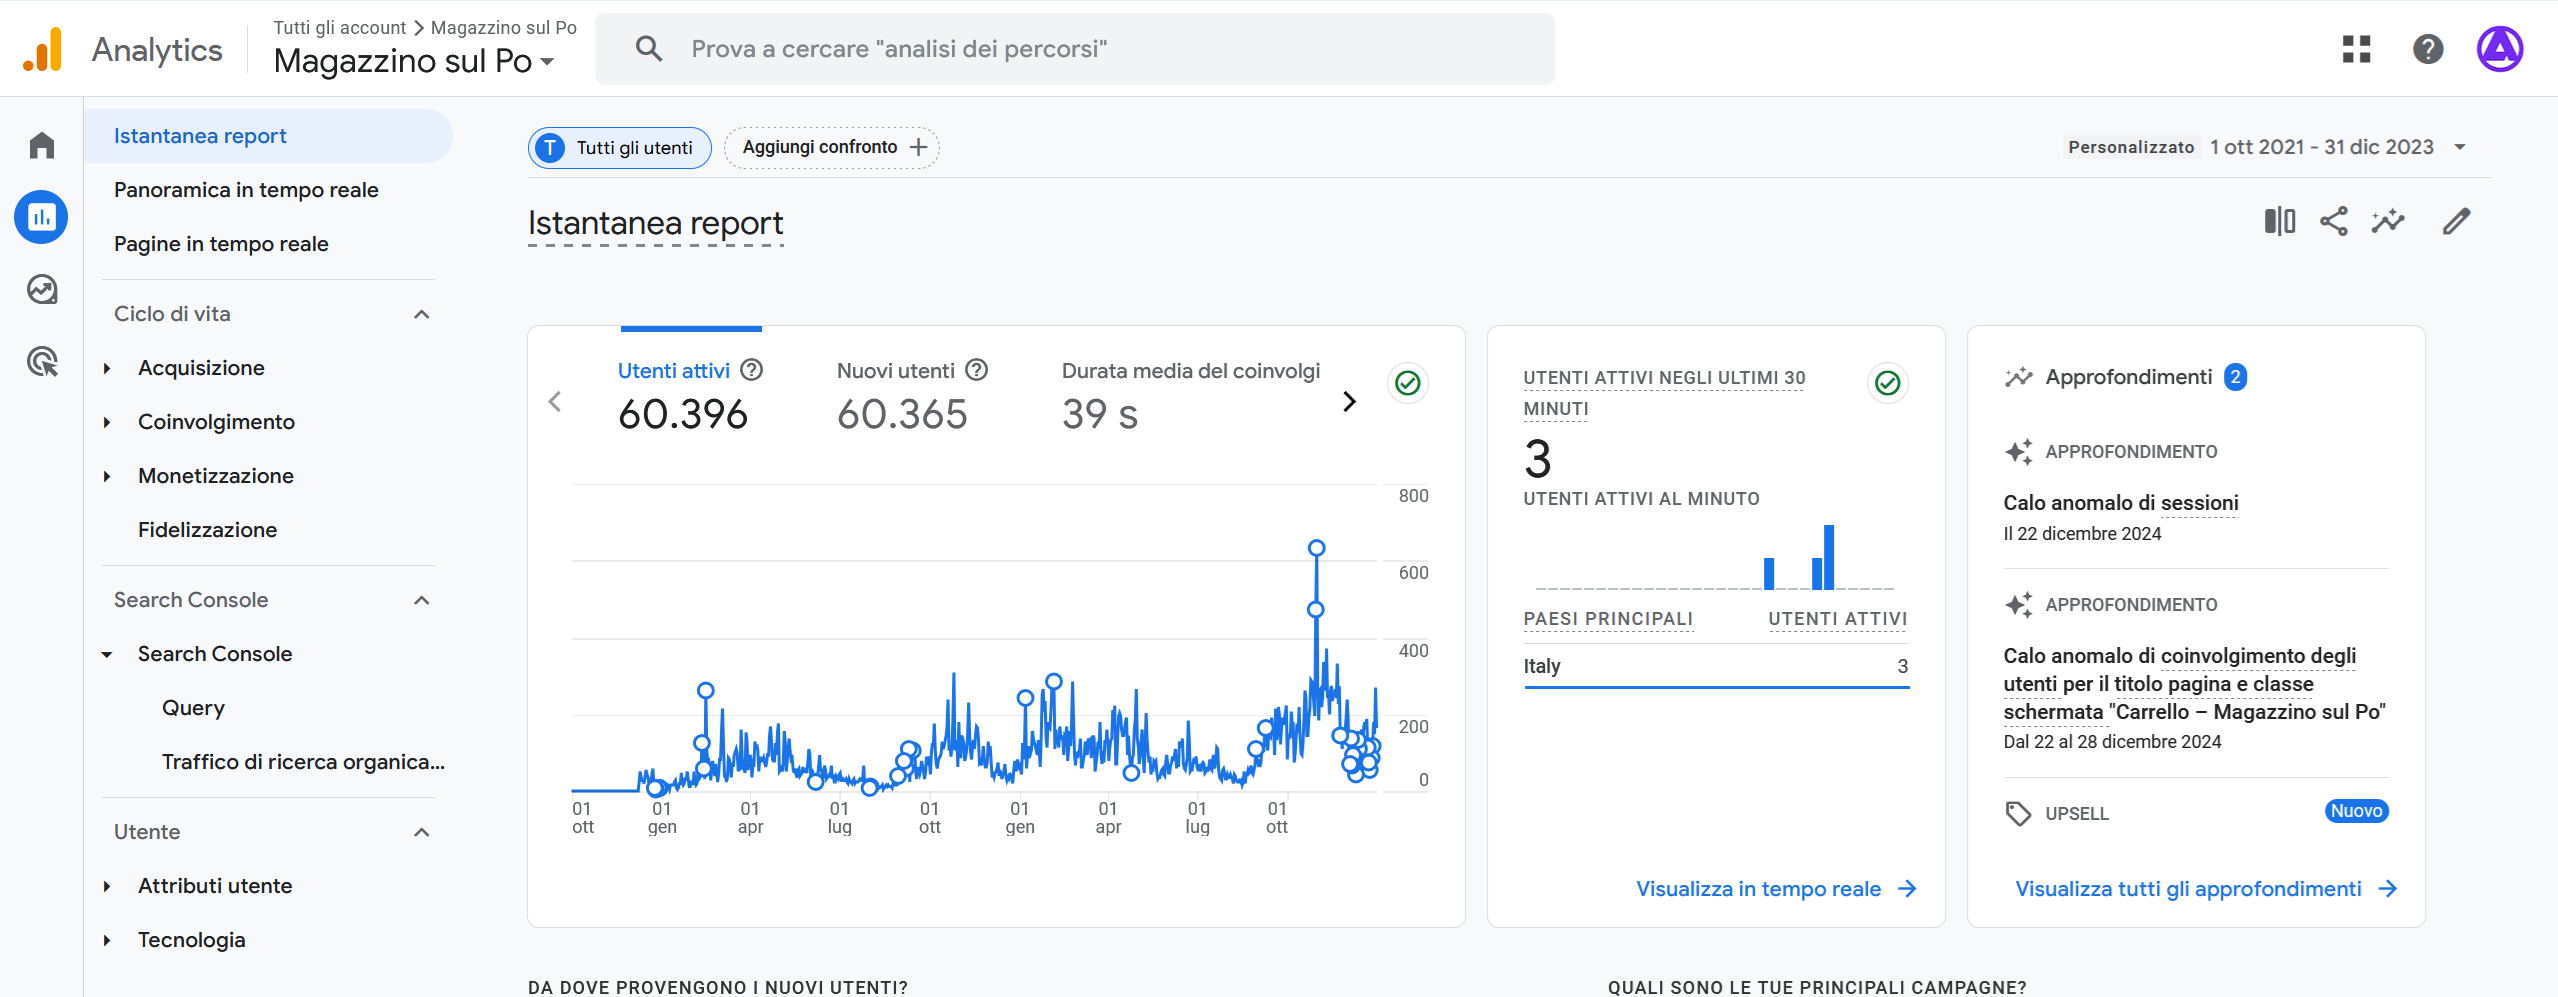 Analytics
Tutti gli account > Magazzino sul Po
Magazzino sul Po
Prova a cercare "analisi dei percorsi"
Istantanea report
Panoramica in tempo reale
Pagine in tempo reale
Ciclo di vita
Acquisizione
Coinvolgimento
Monetizzazione
Fidelizzazione
Search Console
Search Console
Query
Traffico di ricerca organica...
Utente
Attributi utente
Tecnologia
T Tutti gli utenti
Aggiungi confronto +
Personalizzato 1 ott 2021 - 31 dic 2023
Istantanea report
Utenti attivi
60.396
Nuovi utenti
60.365
Durata media del coinvolgi
39 s
800
600
400
200
0
01 ott
01 gen
01 apr
01 lug
01 ott
01 gen
01 apr
01 lug
01 ott
UTENTI ATTIVI NEGLI ULTIMI 30
MINUTI
3
UTENTI ATTIVI AL MINUTO
PAESI PRINCIPALI UTENTI ATTIVI
Italy 3
Visualizza in tempo reale
Approfondimenti 2
APPROFONDIMENTO
Calo anomalo di sessioni
Il 22 dicembre 2024
APPROFONDIMENTO
Calo anomalo di coinvolgimento degli
utenti per il titolo pagina e classe
schermata "Carrello – Magazzino sul Po"
Dal 22 al 28 dicembre 2024
UPSELL Nuovo
Visualizza tutti gli approfondimenti
DA DOVE PROVENGONO I NUOVI UTENTI?
QUALI SONO LE TUE PRINCIPALI CAMPAGNE?